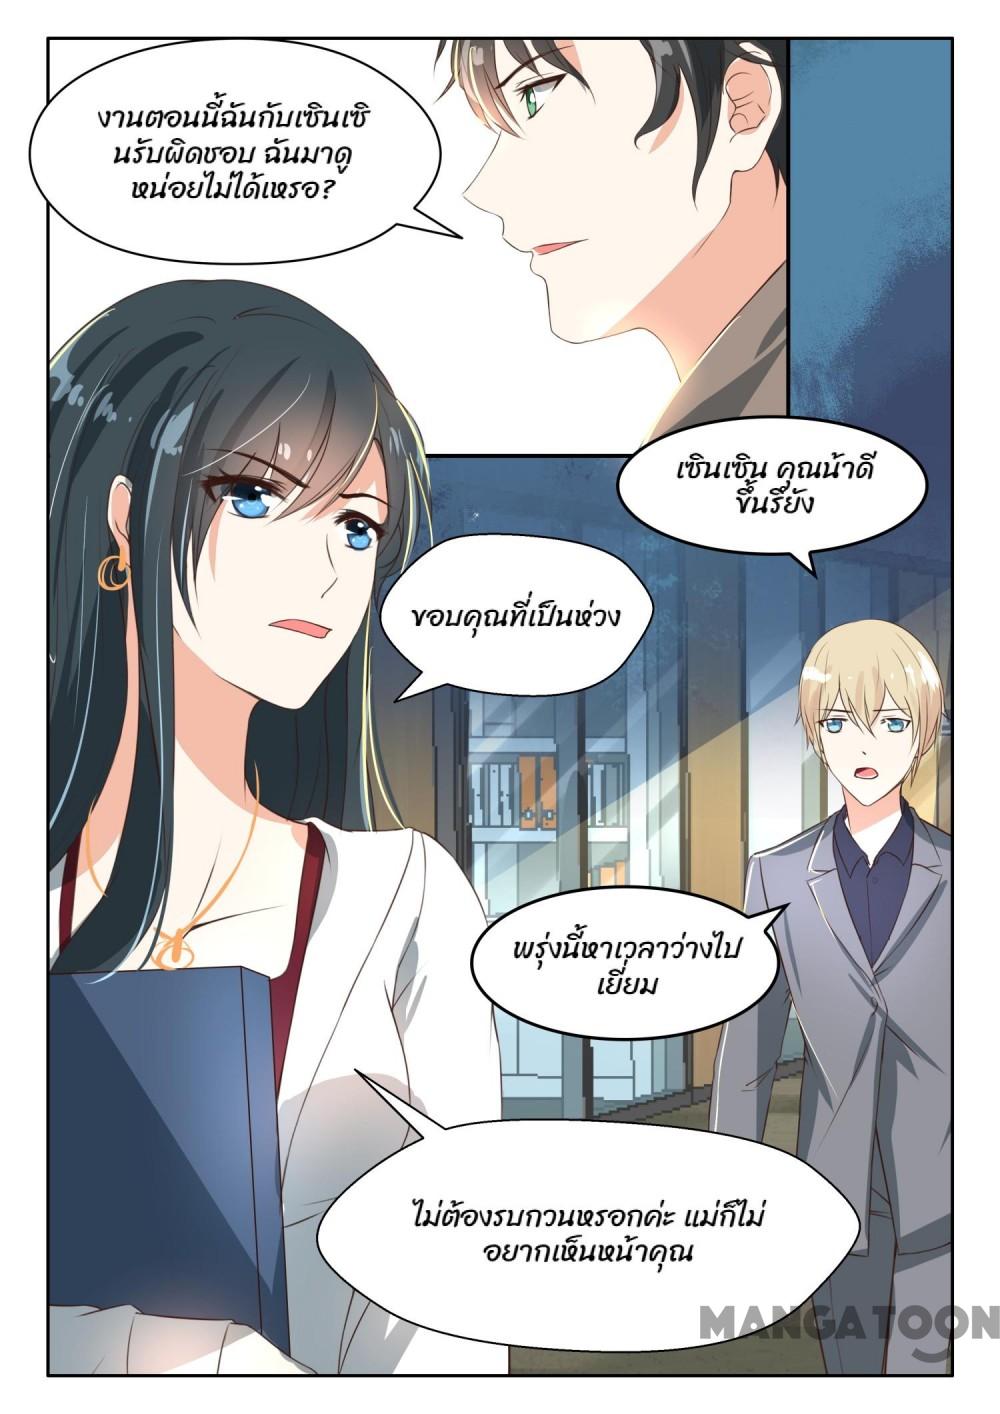 งานตอนนี้ฉันกับเซินเซิ
นรับผิดชอบ ฉันมาดู
หน่อยไม่ได้เหรอ?
เซินเซิน คุณน้าดี
ขึ้นรึยัง
ขอบคุณที่เป็นห่วง
พรุ่งนี้หาเวลาว่างไป
เยี่ยม
ไม่ต้องรบกวนหรอกค่ะ แม่ก็ไม่
อยากเห็นหน้าคุณ
MANGATOON